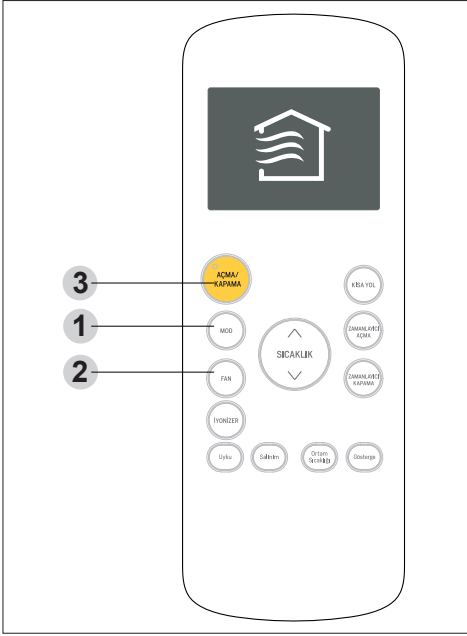 3
AÇMA/
KAPAMA
KISA YOL
1
MOD
SICAKLIK
ZAMANLAYICI
AÇMA
2
FAN
ZAMANLAYICI
KAPAMA
İYONİZER
Uyku
Salınım
Ortam
Sıcaklığı
Gösterge